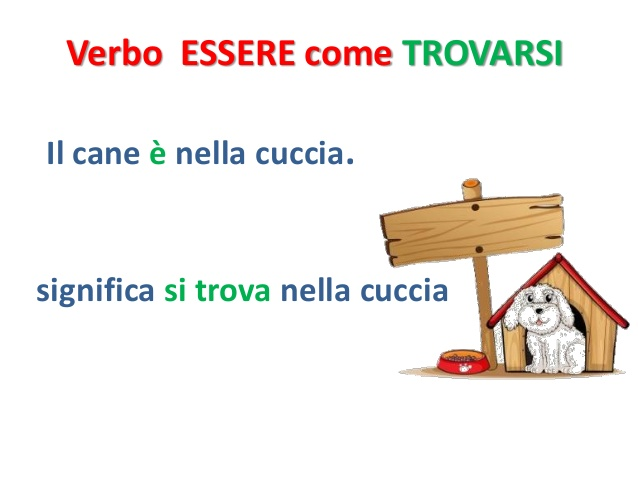 Verbo ESSERE come TROVARSI
Il cane è nella cuccia.
significa si trova nella cuccia